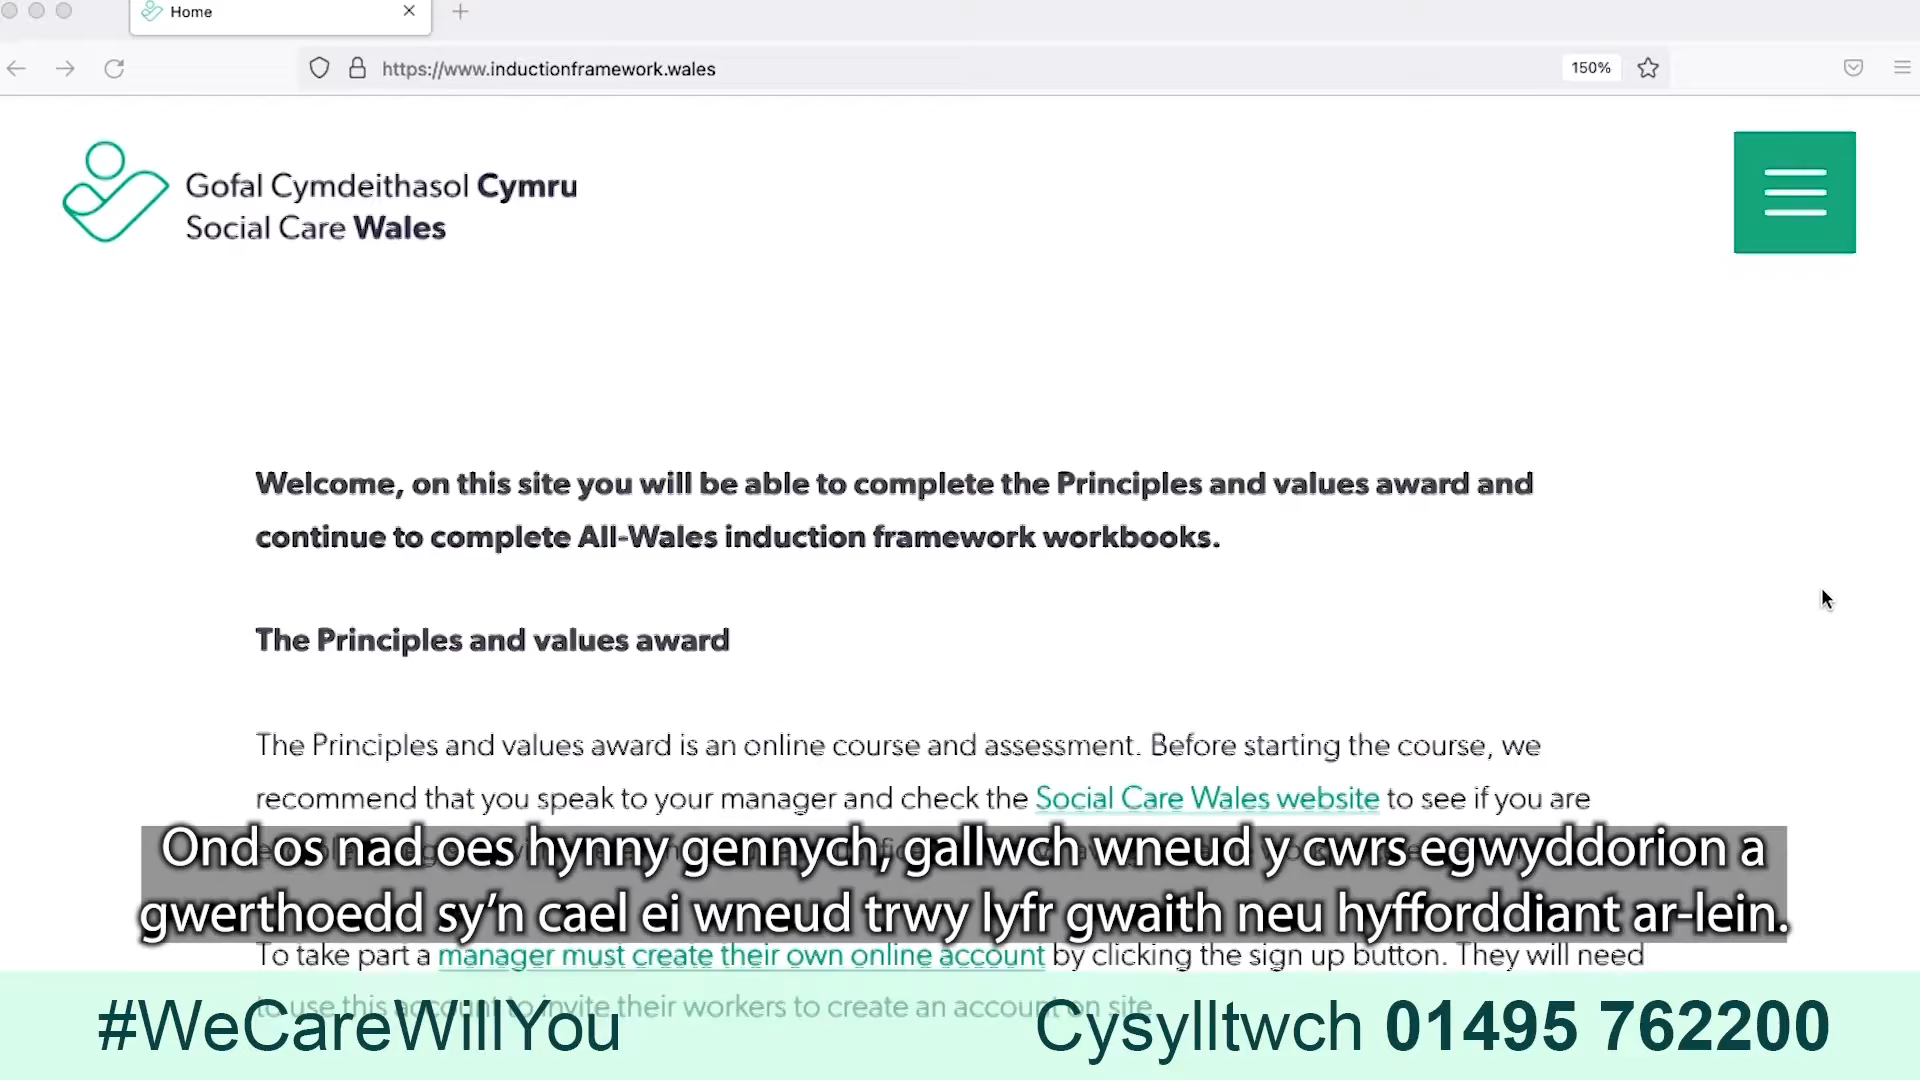 Home
https://www.inductionframework.wales
150%
Gofal Cymdeithasol Cymru
Social Care Wales
Welcome, on this site you will be able to complete the Principles and values award and
continue to complete All-Wales induction framework workbooks.
The Principles and values award
The Principles and values award is an online course and assessment. Before starting the course, we
recommend that you speak to your manager and check the Social Care Wales website to see if you are
Ond os nad oes hynny gennych, gallwch wneud y cwrs egwyddorion a
gwerthoedd sy’n cael ei wneud trwy lyfr gwaith neu hyfforddiant ar-lein.
To take part a manager must create their own online account by clicking the sign up button. They will need
to use this account to invite their workers to create an account on site.
#WeCareWillYou
Cysylltwch 01495 762200